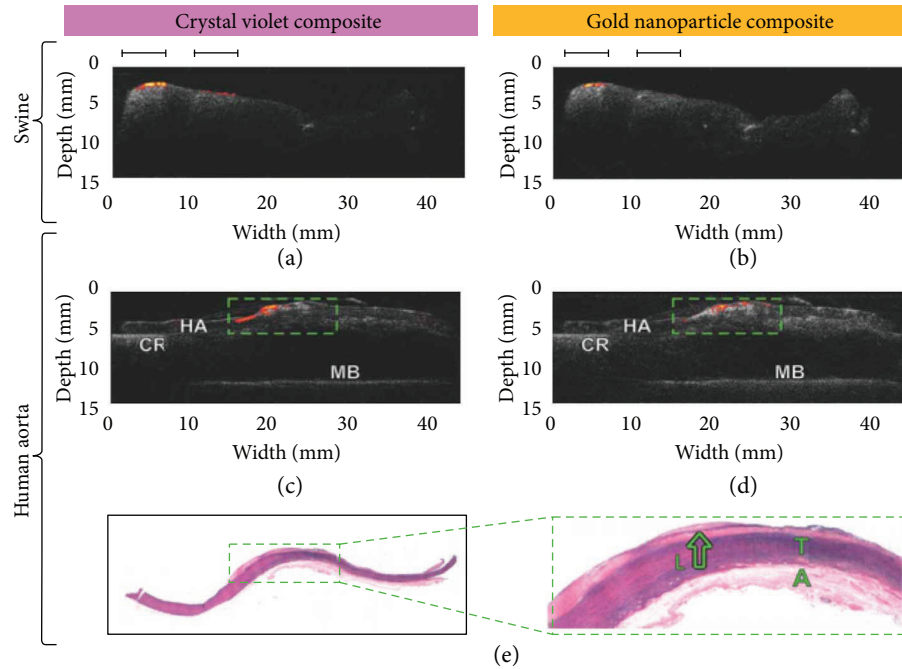 Crystal violet composite
Gold nanoparticle composite
Swine
Depth (mm)
0
5
10
15
0 10 20 30 40
Width (mm)
(a)
Depth (mm)
0
5
10
15
0 10 20 30 40
Width (mm)
(b)
Human aorta
Depth (mm)
0
5
10
15
HA
CR
MB
0 10 20 30 40
Width (mm)
(c)
Depth (mm)
0
5
10
15
HA
CR
MB
0 10 20 30 40
Width (mm)
(d)
L
T
A
(e)